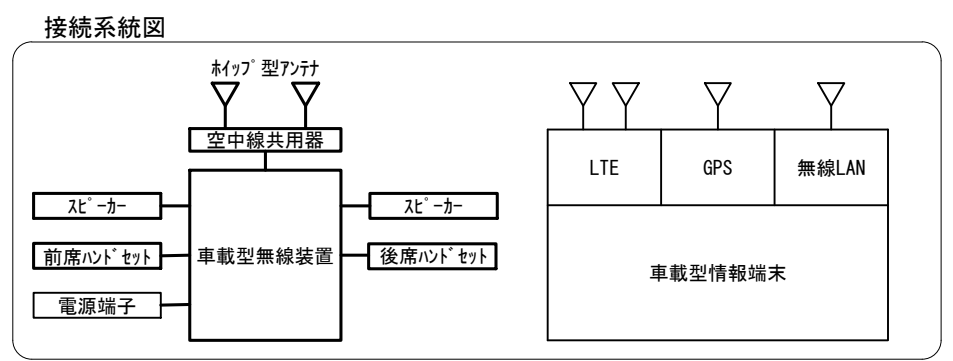 接続系統図
ﾎｲｯﾌﾟ型ｱﾝﾃﾅ
空中線共用器
LTE
GPS
無線LAN
ｽﾋﾟｰｶｰ
ｽﾋﾟｰｶｰ
前席ﾊﾝﾄﾞｾｯﾄ
車載型無線装置
後席ﾊﾝﾄﾞｾｯﾄ
車載型情報端末
電源端子